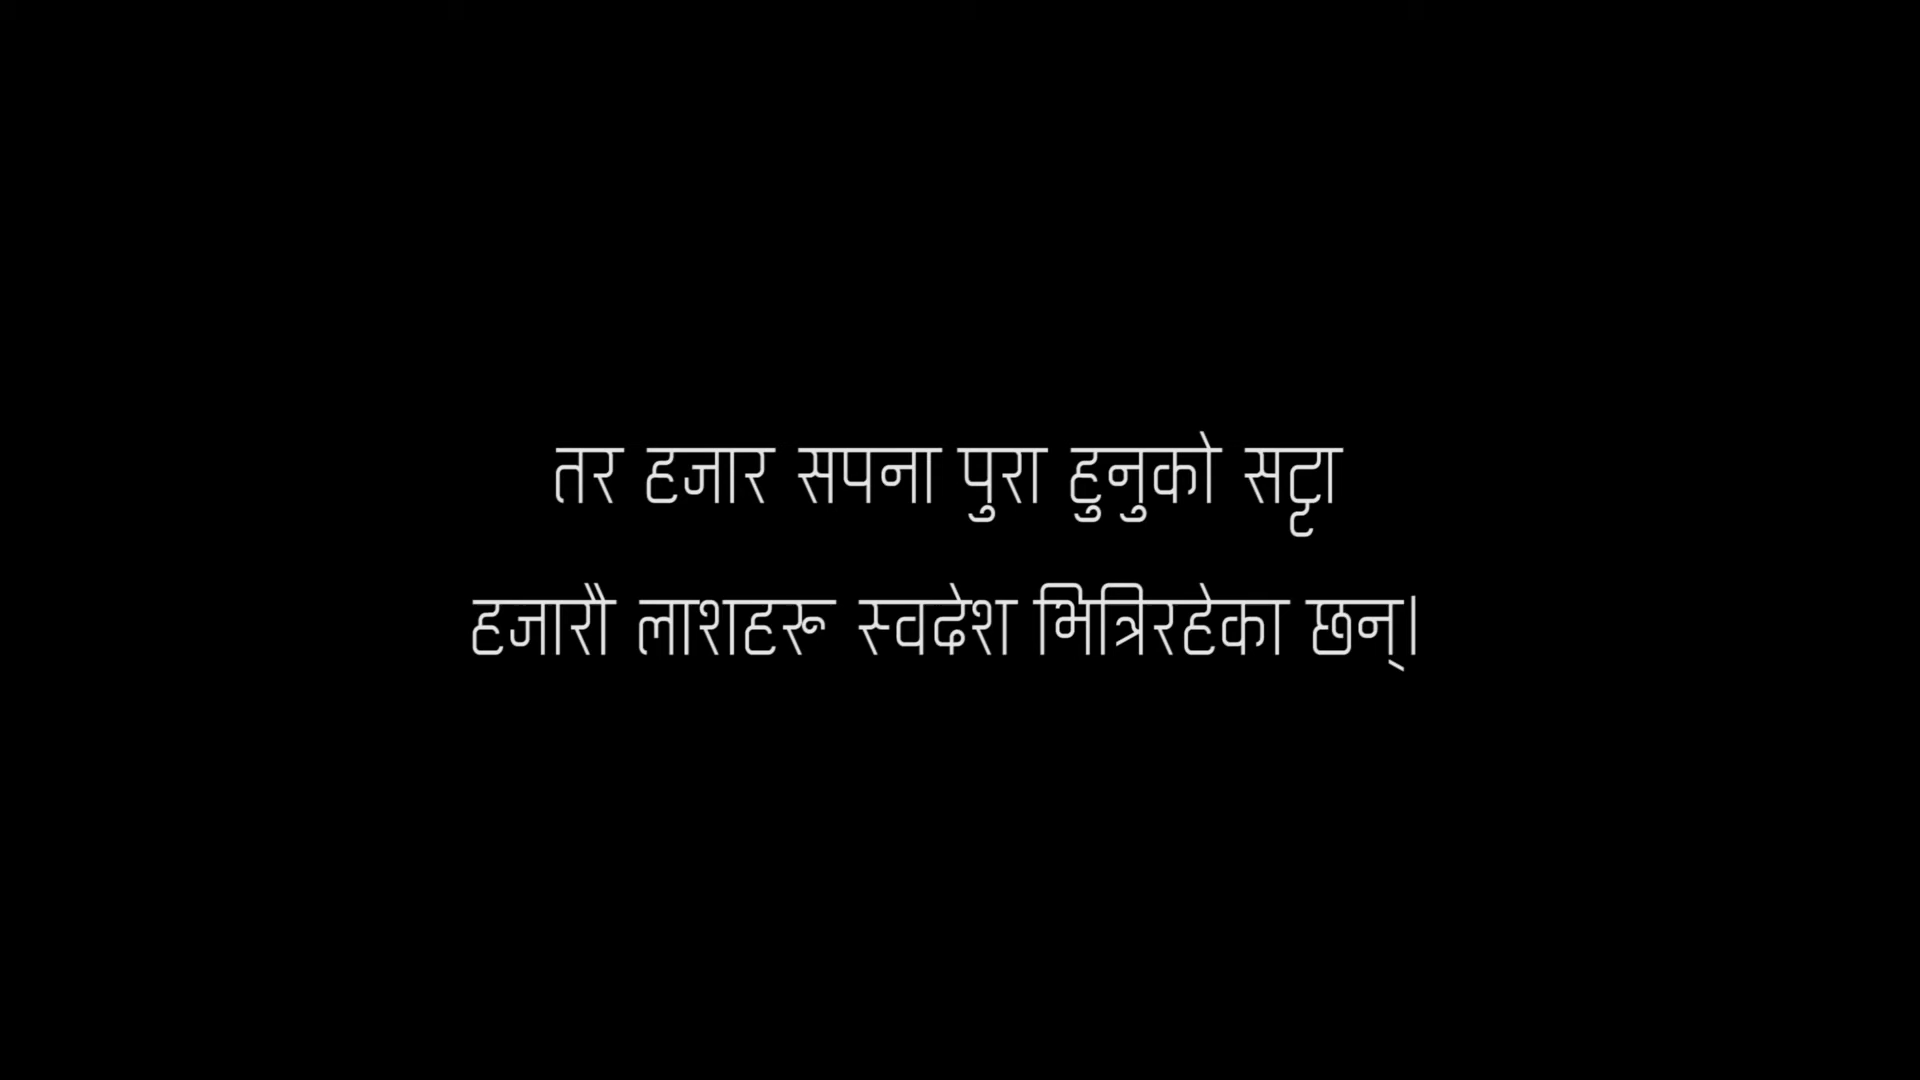 तर हजार सपना पुरा हुनुको सट्टा
हजारौ लाशहरू स्वदेश भित्रिरहेका छन्।